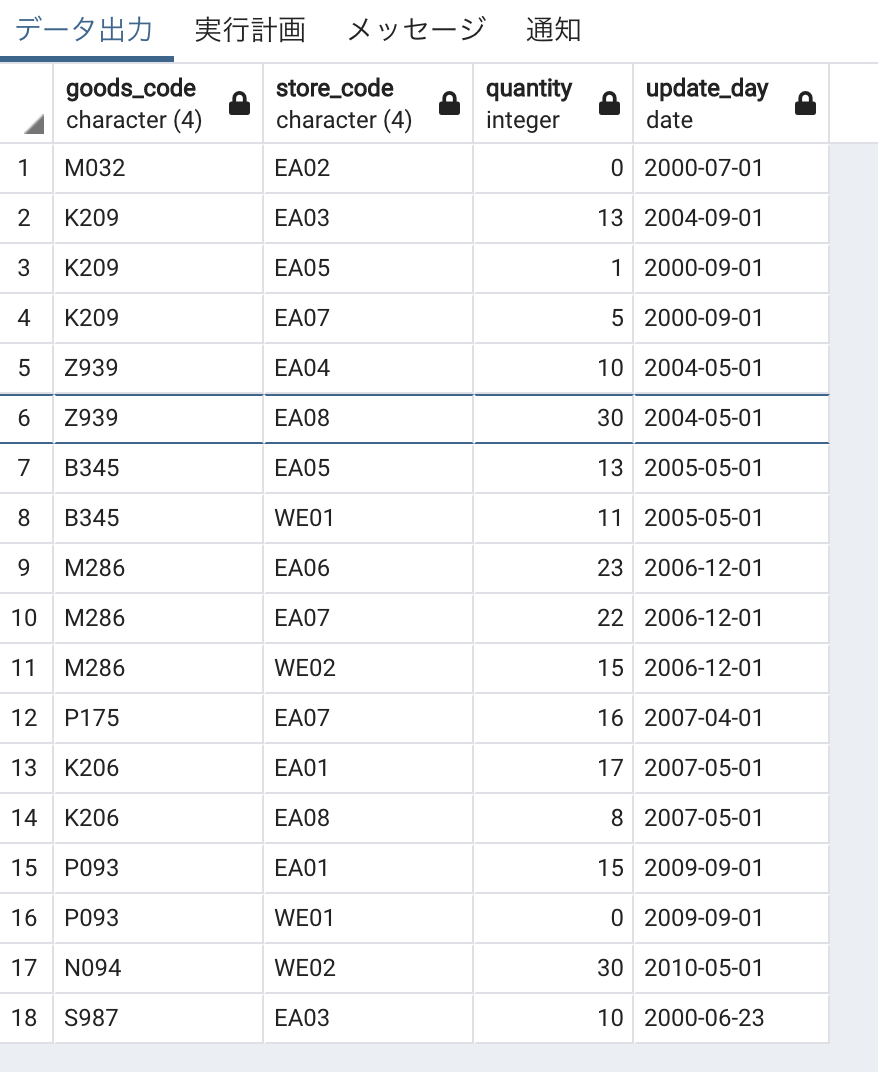 データ出力 実行計画 メッセージ 通知
goods_code store_code quantity update_day
character (4) character (4) integer date
1 M032 EA02 0 2000-07-01
2 K209 EA03 13 2004-09-01
3 K209 EA05 1 2000-09-01
4 K209 EA07 5 2000-09-01
5 Z939 EA04 10 2004-05-01
6 Z939 EA08 30 2004-05-01
7 B345 EA05 13 2005-05-01
8 B345 WE01 11 2005-05-01
9 M286 EA06 23 2006-12-01
10 M286 EA07 22 2006-12-01
11 M286 WE02 15 2006-12-01
12 P175 EA07 16 2007-04-01
13 K206 EA01 17 2007-05-01
14 K206 EA08 8 2007-05-01
15 P093 EA01 15 2009-09-01
16 P093 WE01 0 2009-09-01
17 N094 WE02 30 2010-05-01
18 S987 EA03 10 2000-06-23